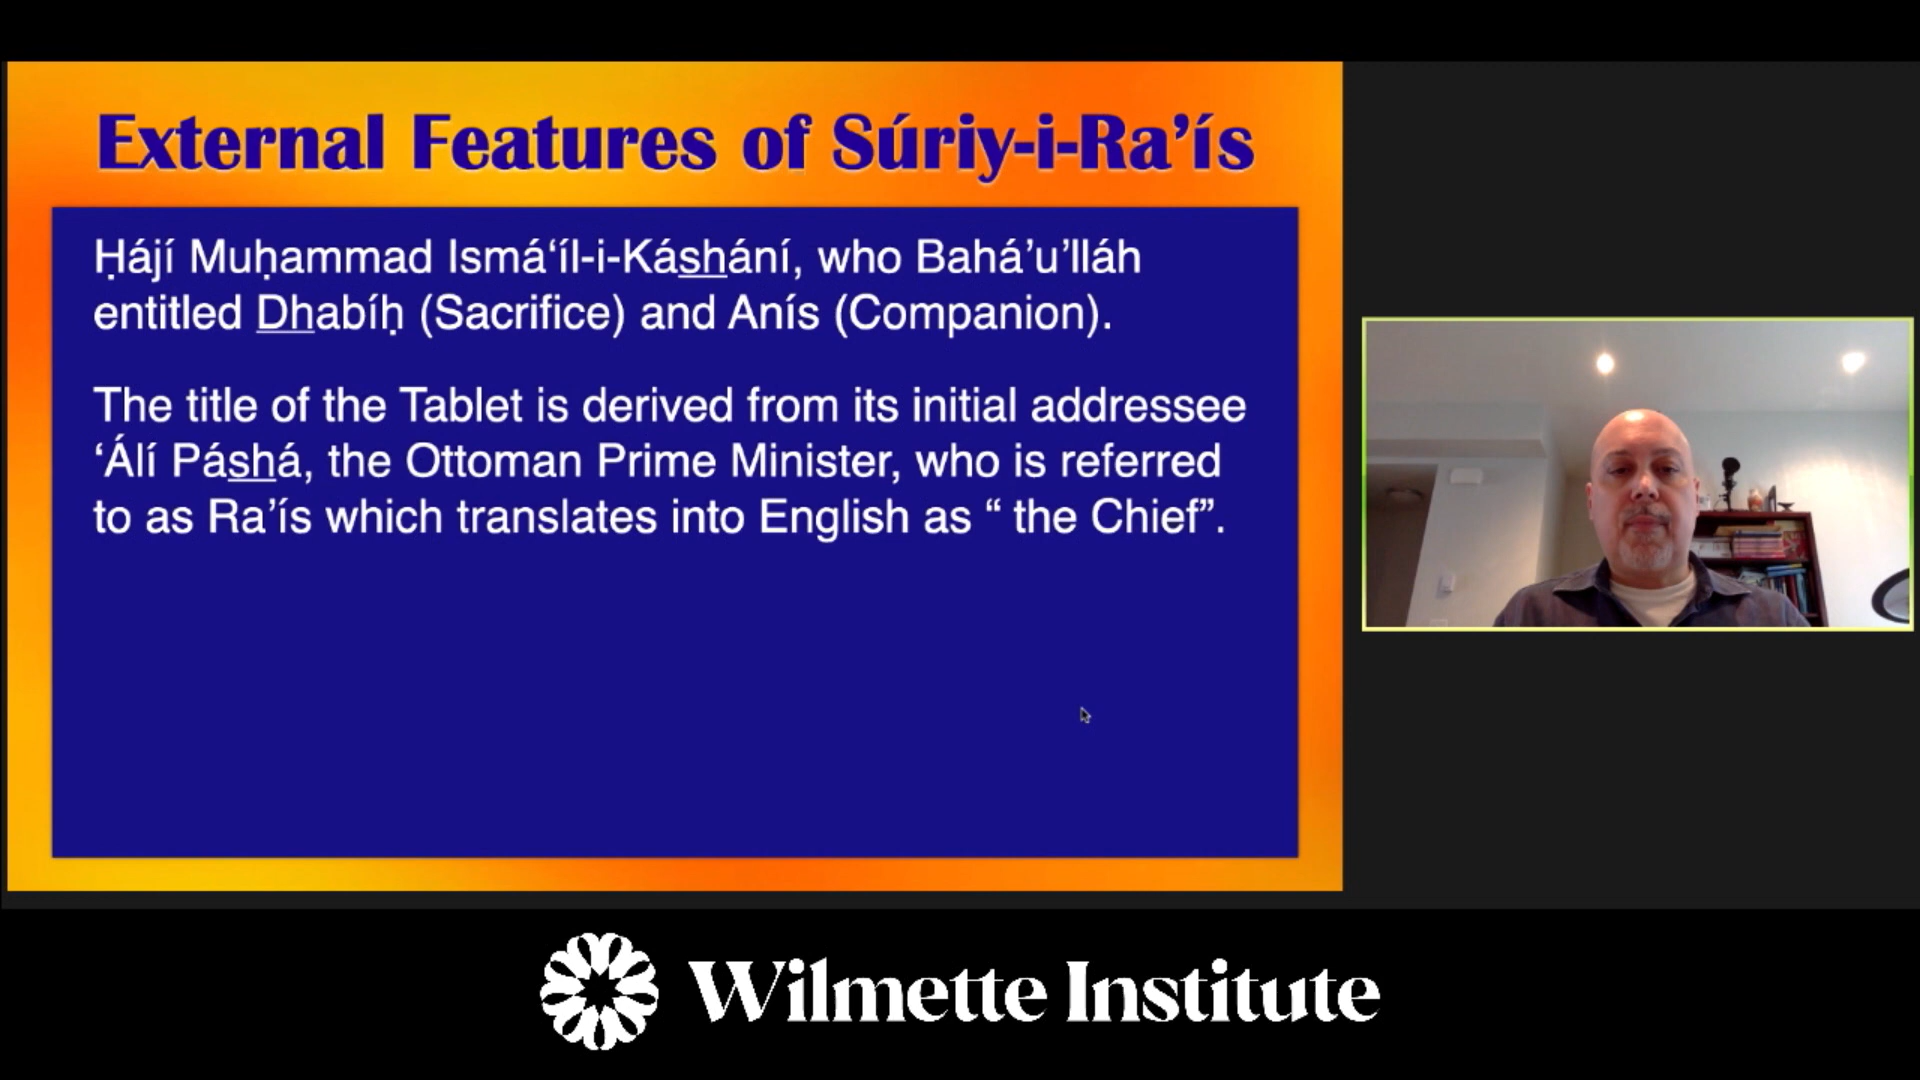 External Features of Súriy-i-Ra’ís
Ḥájí Muḥammad Ismá‘íl-i-Káshání, who Bahá’u’lláh
entitled Dhabíḥ (Sacrifice) and Anís (Companion).
The title of the Tablet is derived from its initial addressee
‘Álí Páshá, the Ottoman Prime Minister, who is referred
to as Ra’ís which translates into English as “ the Chief”.
Wilmette Institute